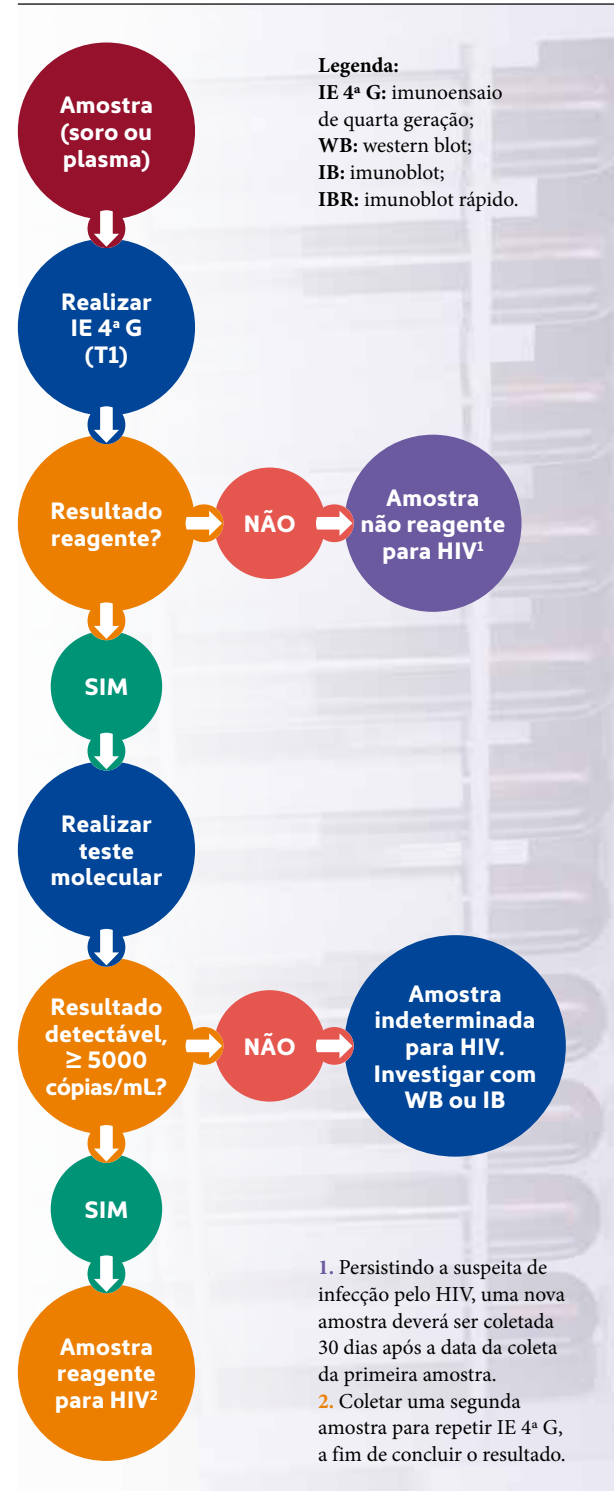 Amostra
(soro ou
plasma)
Legenda:
IE 4ª G: imunoensaio
de quarta geração;
WB: western blot;
IB: imunoblot;
IBR: imunoblot rápido.
Realizar
IE 4ª G
(T1)
Resultado
reagente?
NÃO
Amostra
não reagente
para HIV¹
SIM
Realizar
teste
molecular
Resultado
detectável,
≥ 5000
cópias/mL?
NÃO
Amostra
indeterminada
para HIV.
Investigar com
WB ou IB
SIM
Amostra
reagente
para HIV²
1. Persistindo a suspeita de
infecção pelo HIV, uma nova
amostra deverá ser coletada
30 dias após a data da coleta
da primeira amostra.
2. Coletar uma segunda
amostra para repetir IE 4ª G,
a fim de concluir o resultado.